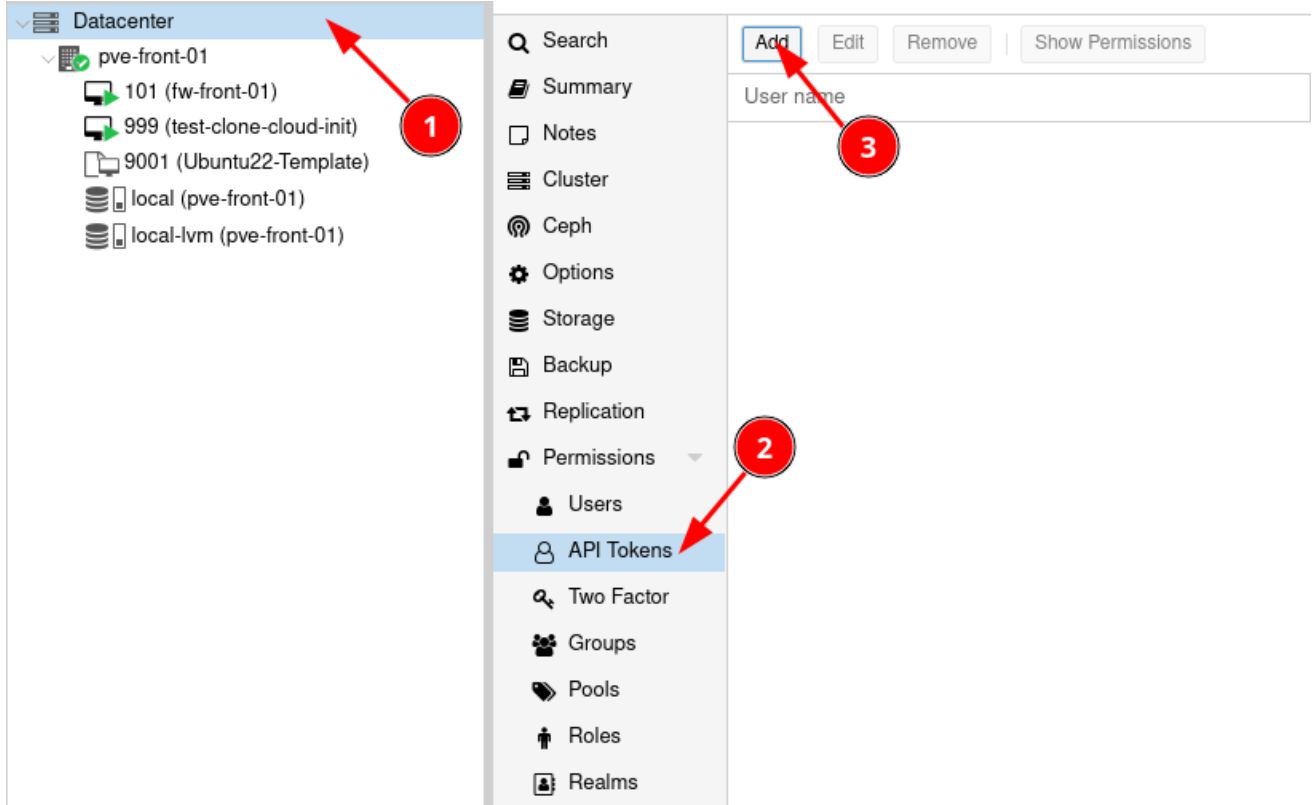 Datacenter
pve-front-01
101 (fw-front-01)
999 (test-clone-cloud-init)
9001 (Ubuntu22-Template)
local (pve-front-01)
local-lvm (pve-front-01)
1
Search
Summary
Notes
Cluster
Ceph
Options
Storage
Backup
Replication
Permissions
Users
API Tokens
Two Factor
Groups
Pools
Roles
Realms
2
Add Edit Remove Show Permissions
User name
3